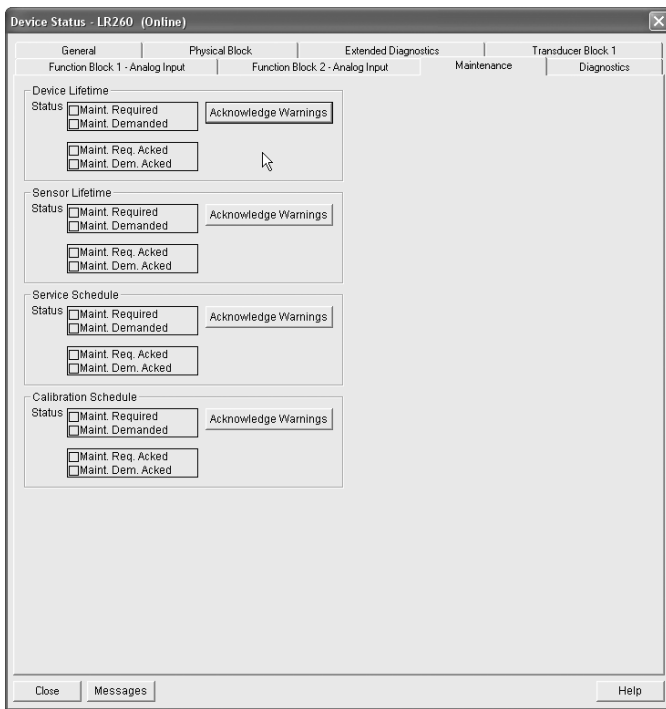 Device Status - LR260 (Online)
General Physical Block Extended Diagnostics Transducer Block 1
Function Block 1 - Analog Input Function Block 2 - Analog Input Maintenance Diagnostics
Device Lifetime
Status Maint. Required Acknowledge Warnings
Maint. Demanded
Maint. Req. Acked
Maint. Dem. Acked
Sensor Lifetime
Status Maint. Required Acknowledge Warnings
Maint. Demanded
Maint. Req. Acked
Maint. Dem. Acked
Service Schedule
Status Maint. Required Acknowledge Warnings
Maint. Demanded
Maint. Req. Acked
Maint. Dem. Acked
Calibration Schedule
Status Maint. Required Acknowledge Warnings
Maint. Demanded
Maint. Req. Acked
Maint. Dem. Acked
Close Messages Help